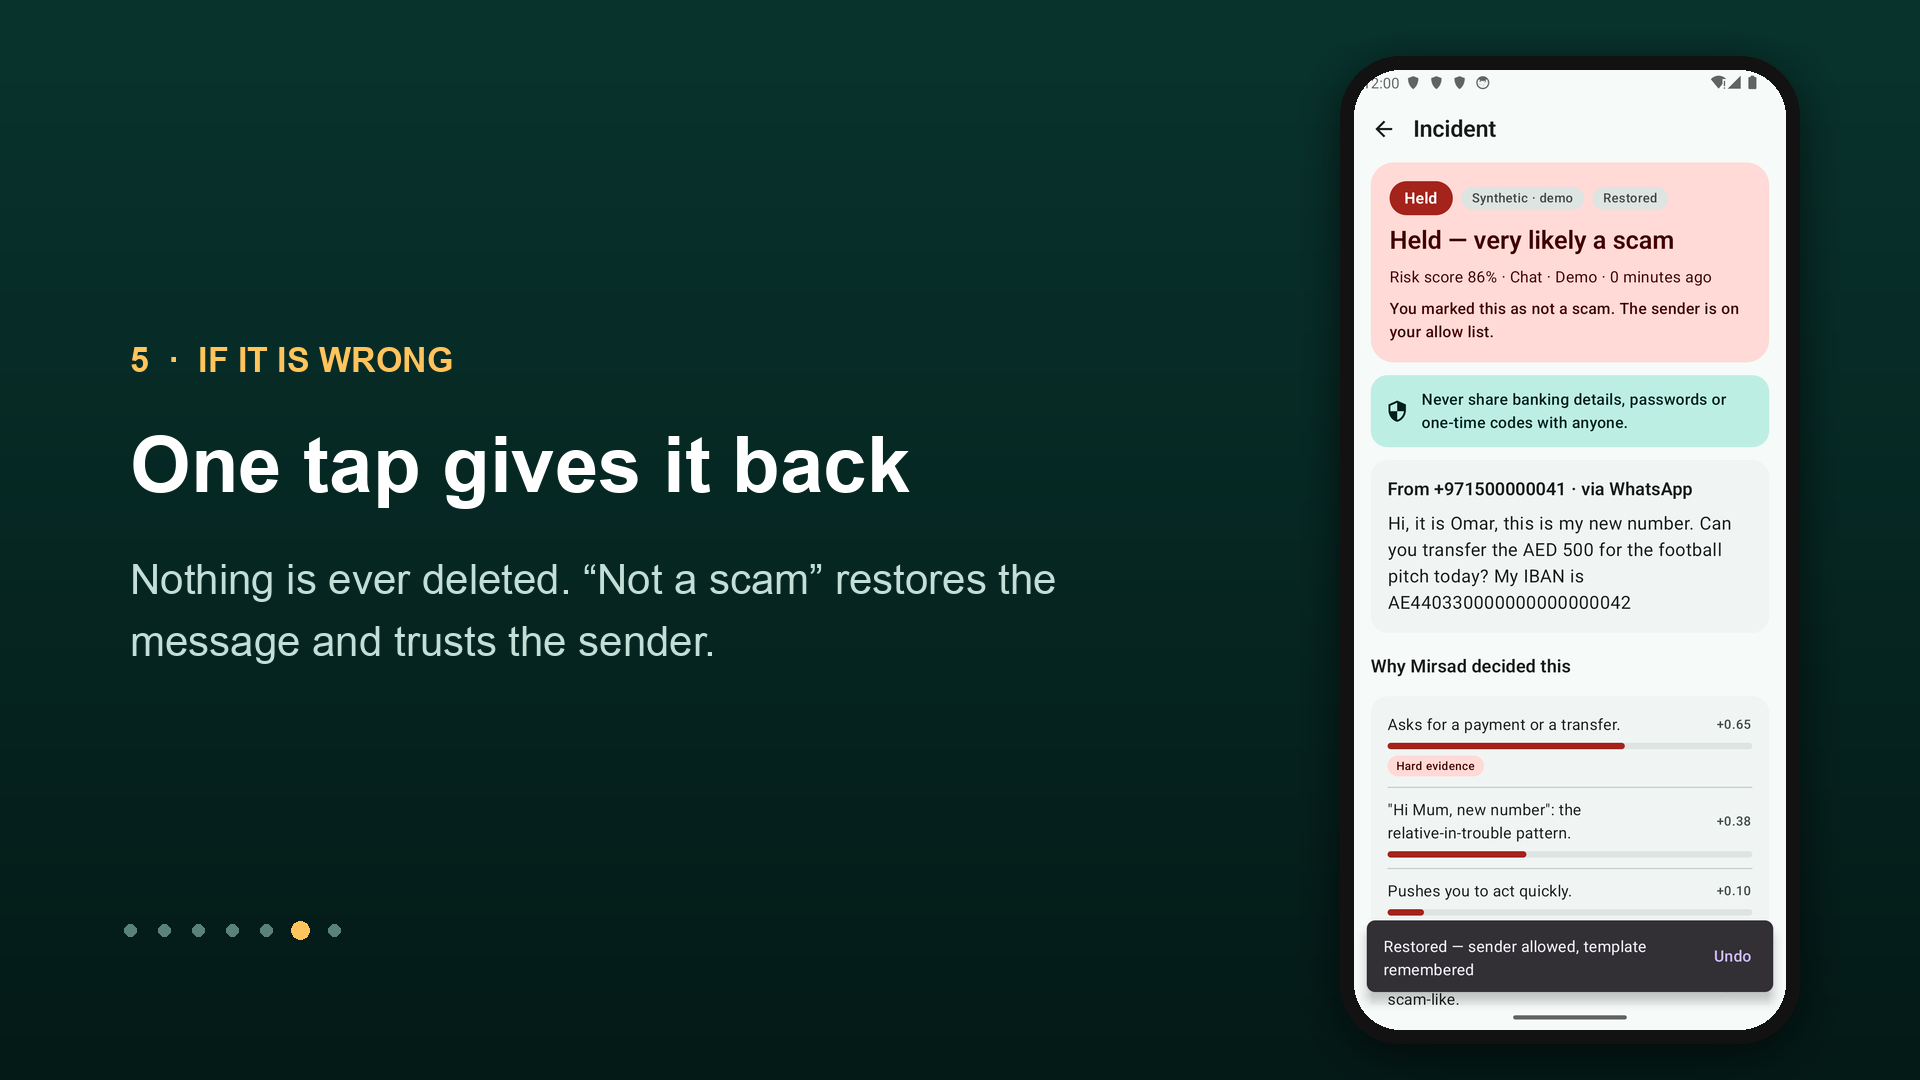 5 · IF IT IS WRONG
One tap gives it back
Nothing is ever deleted. “Not a scam” restores the
message and trusts the sender.
2:00
Incident
Held
Synthetic · demo
Restored
Held — very likely a scam
Risk score 86% · Chat · Demo · 0 minutes ago
You marked this as not a scam. The sender is on
your allow list.
Never share banking details, passwords or
one-time codes with anyone.
From +971500000041 · via WhatsApp
Hi, it is Omar, this is my new number. Can
you transfer the AED 500 for the football
pitch today? My IBAN is
AE440330000000000000042
Why Mirsad decided this
Asks for a payment or a transfer. +0.65
Hard evidence
"Hi Mum, new number": the
relative-in-trouble pattern. +0.38
Pushes you to act quickly. +0.10
Restored — sender allowed, template
remembered
Undo
scam-like.